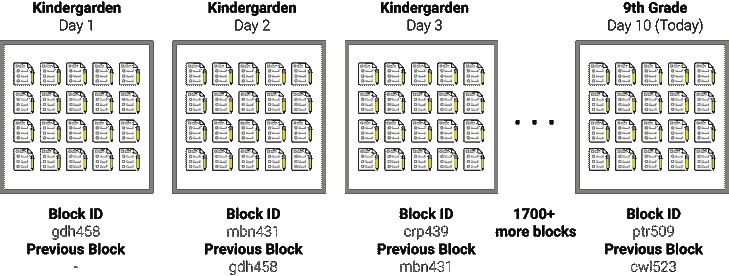 Kindergarden
Day 1
Kindergarden
Day 2
Kindergarden
Day 3
9th Grade
Day 10 (Today)
. . .
Block ID
gdh458
Previous Block
-
Block ID
mbn431
Previous Block
gdh458
Block ID
crp439
Previous Block
mbn431
1700+
more blocks
Block ID
ptr509
Previous Block
cwl523